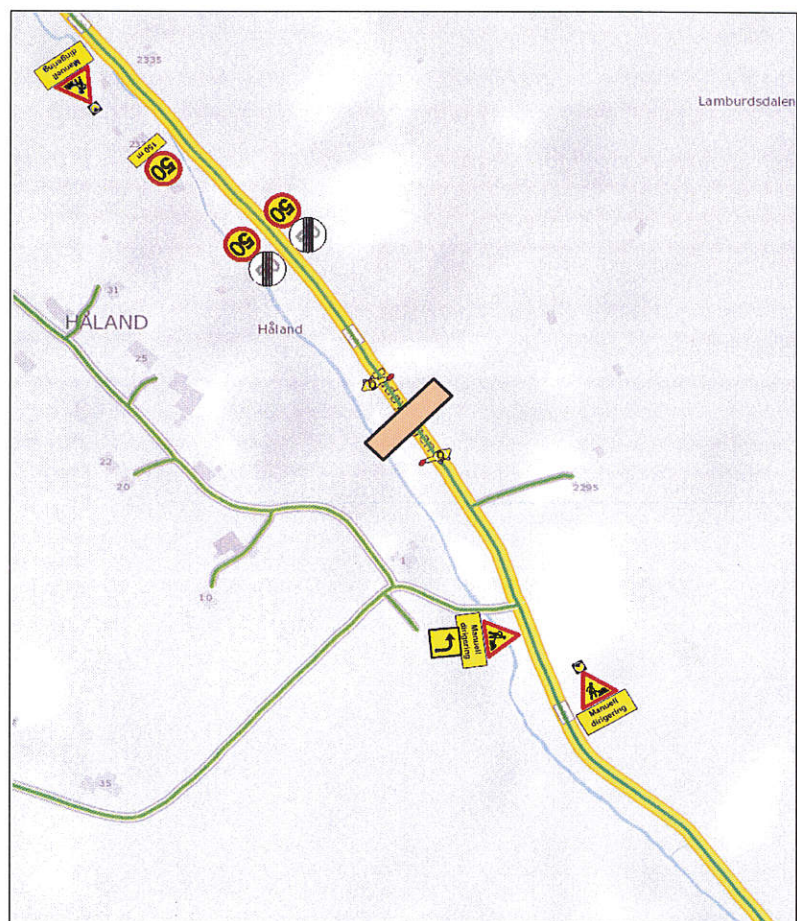 2335
Lamburdsdalen
Manuell
dirigering
150 m
50
50
50
31
HÅLAND
Håland
25
22
20
2295
10
1
Manuell
dirigering
Manuell
dirigering
35